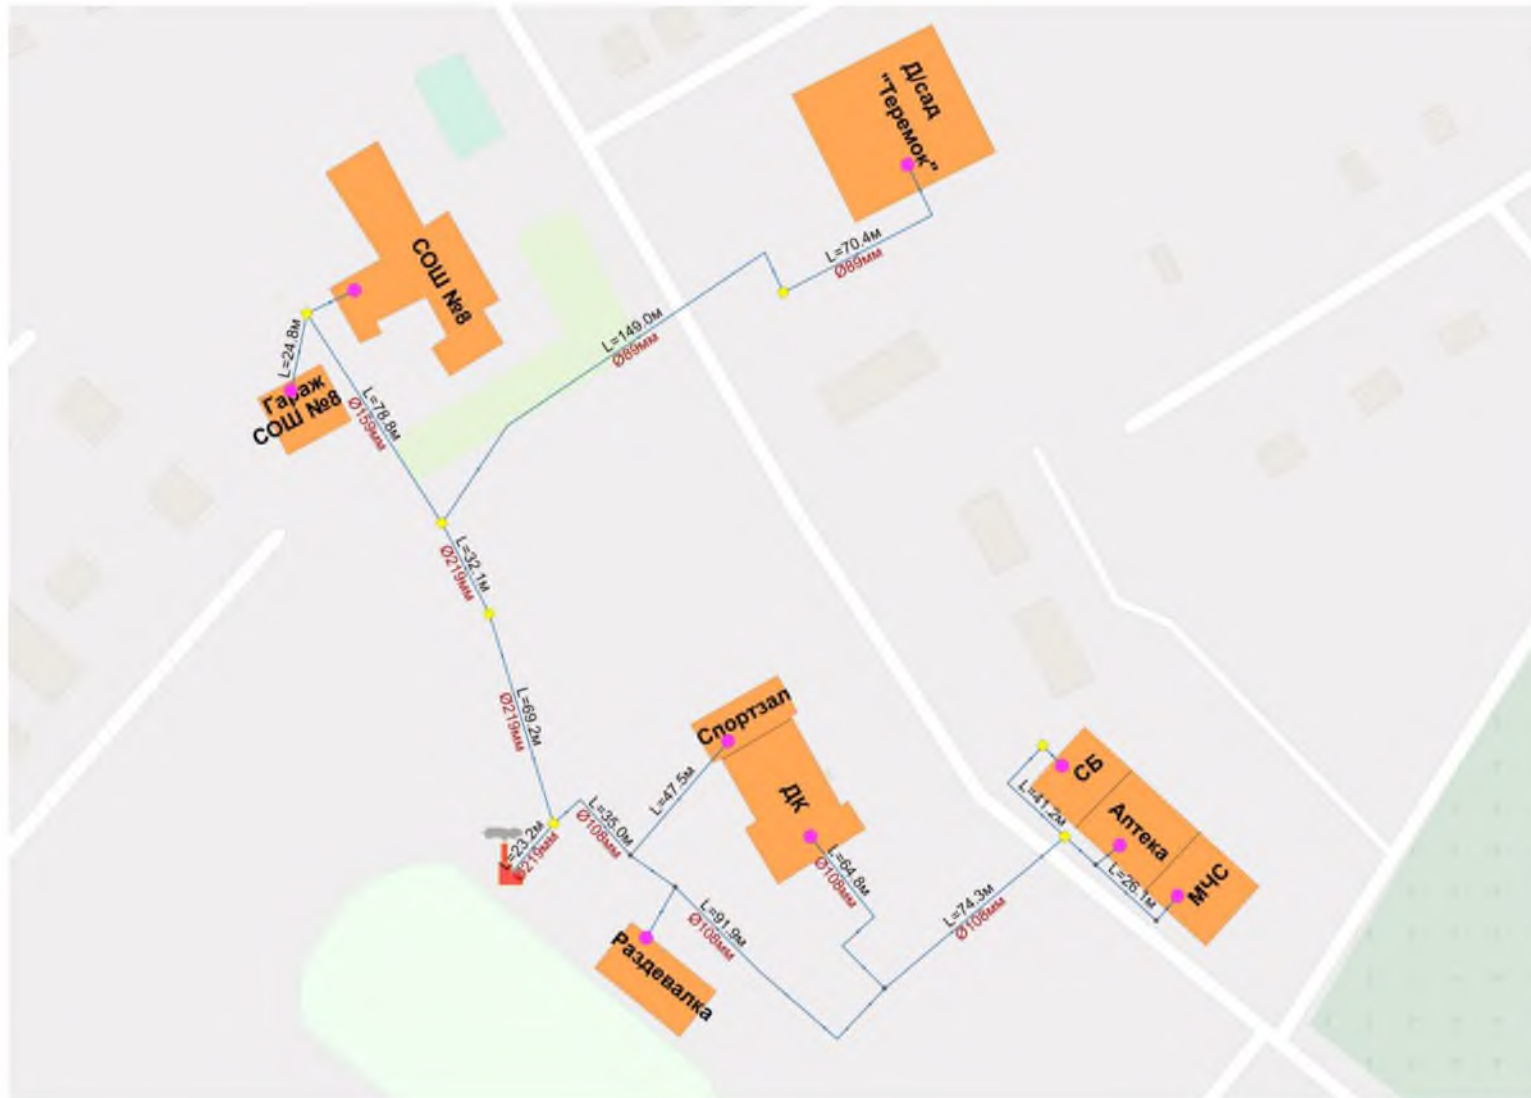 Д/сад
"Теремок"
L=70.4м
Ø89мм
СОШ №8
L=149.0м
Ø89мм
L=24.8м
Гараж
СОШ №8
L=78.8м
Ø159мм
L=32.1м
Ø219мм
L=69.2м
Ø219мм
Спортзал
L=47.5м
ДК
СБ
L=41.2м
Аптека
L=35.0м
Ø108мм
L=23.2м
Ø219мм
L=64.8м
Ø108мм
МЧС
L=26.1м
L=74.3м
Ø108мм
L=91.9м
Ø108мм
Раздевалка